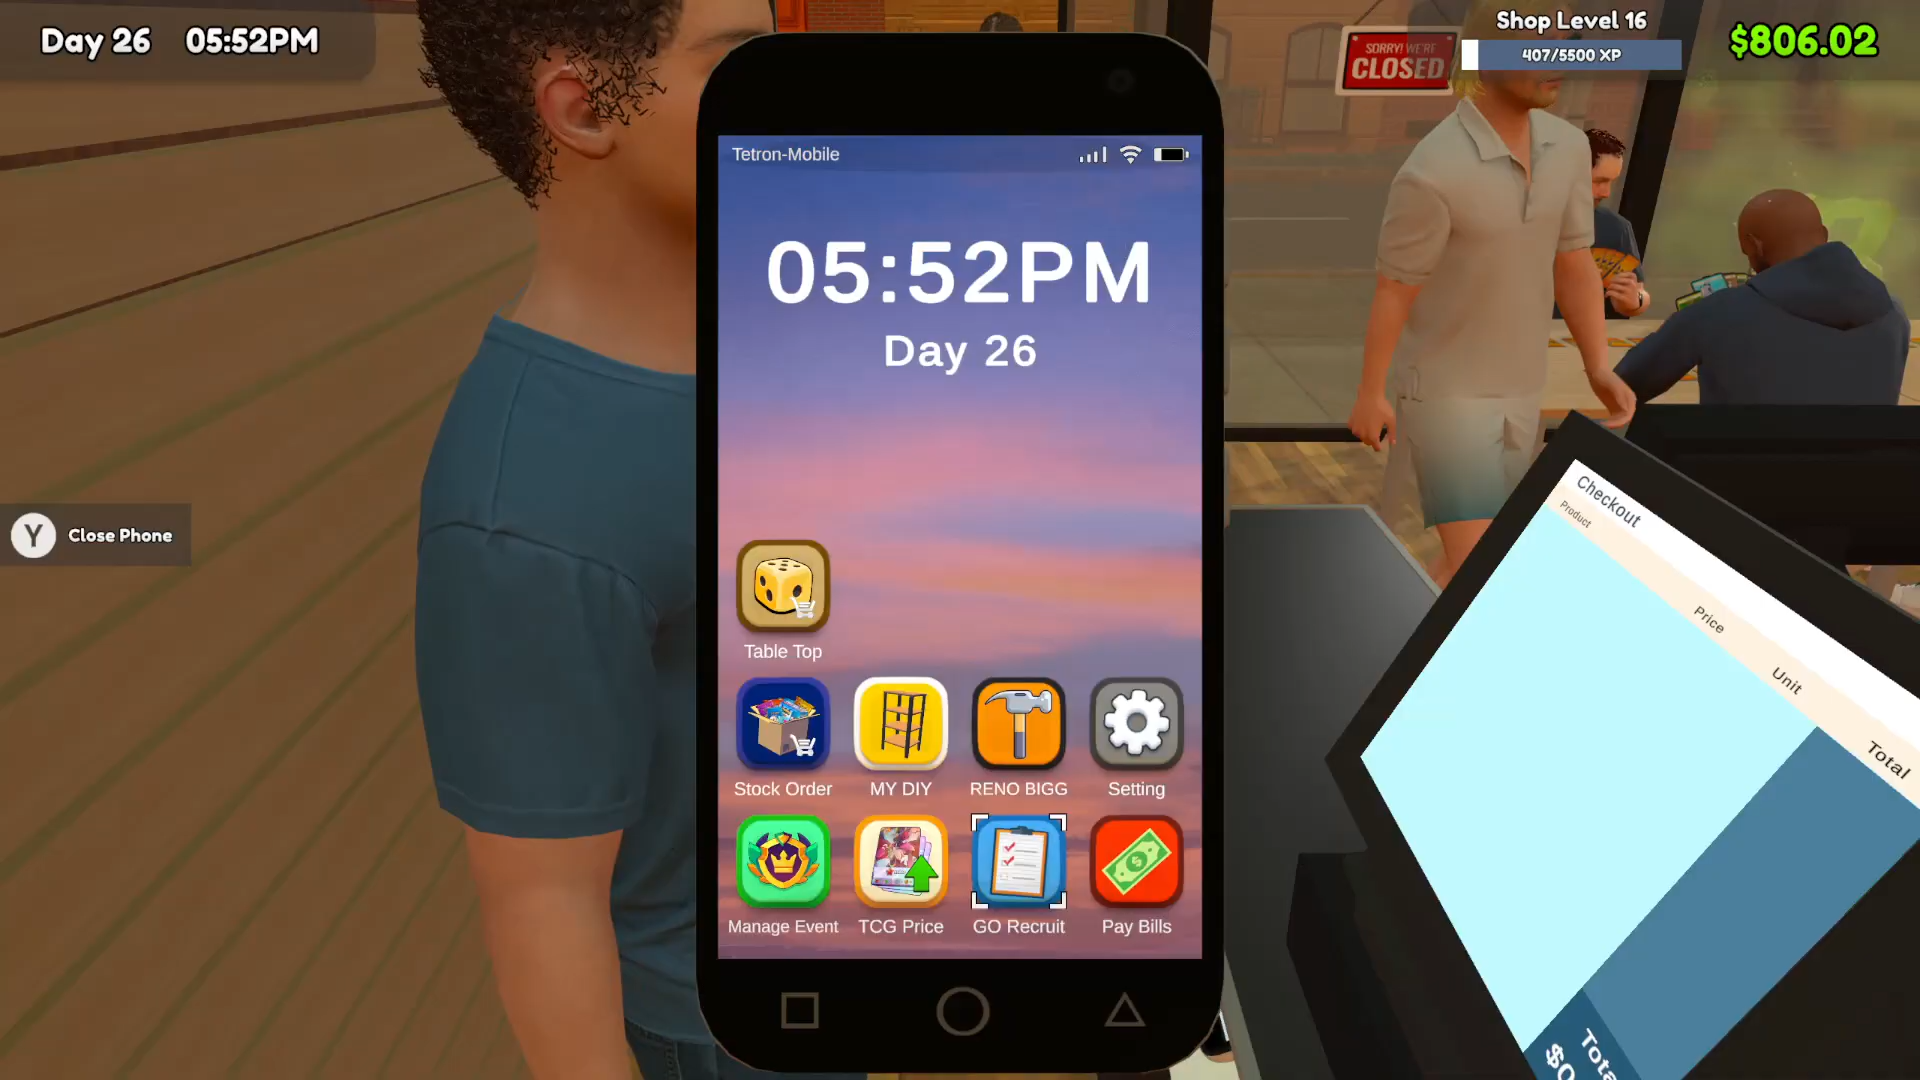 Day 26 05:52PM
SORRY! WE'RE
CLOSED
Shop Level 16
407/5500 XP
$806.02
Tetron-Mobile
05:52PM
Day 26
Y Close Phone
Table Top
Stock Order
MY DIY
RENO BIGG
Setting
Manage Event
TCG Price
GO Recruit
Pay Bills
Checkout
Product
Price
Unit
Total